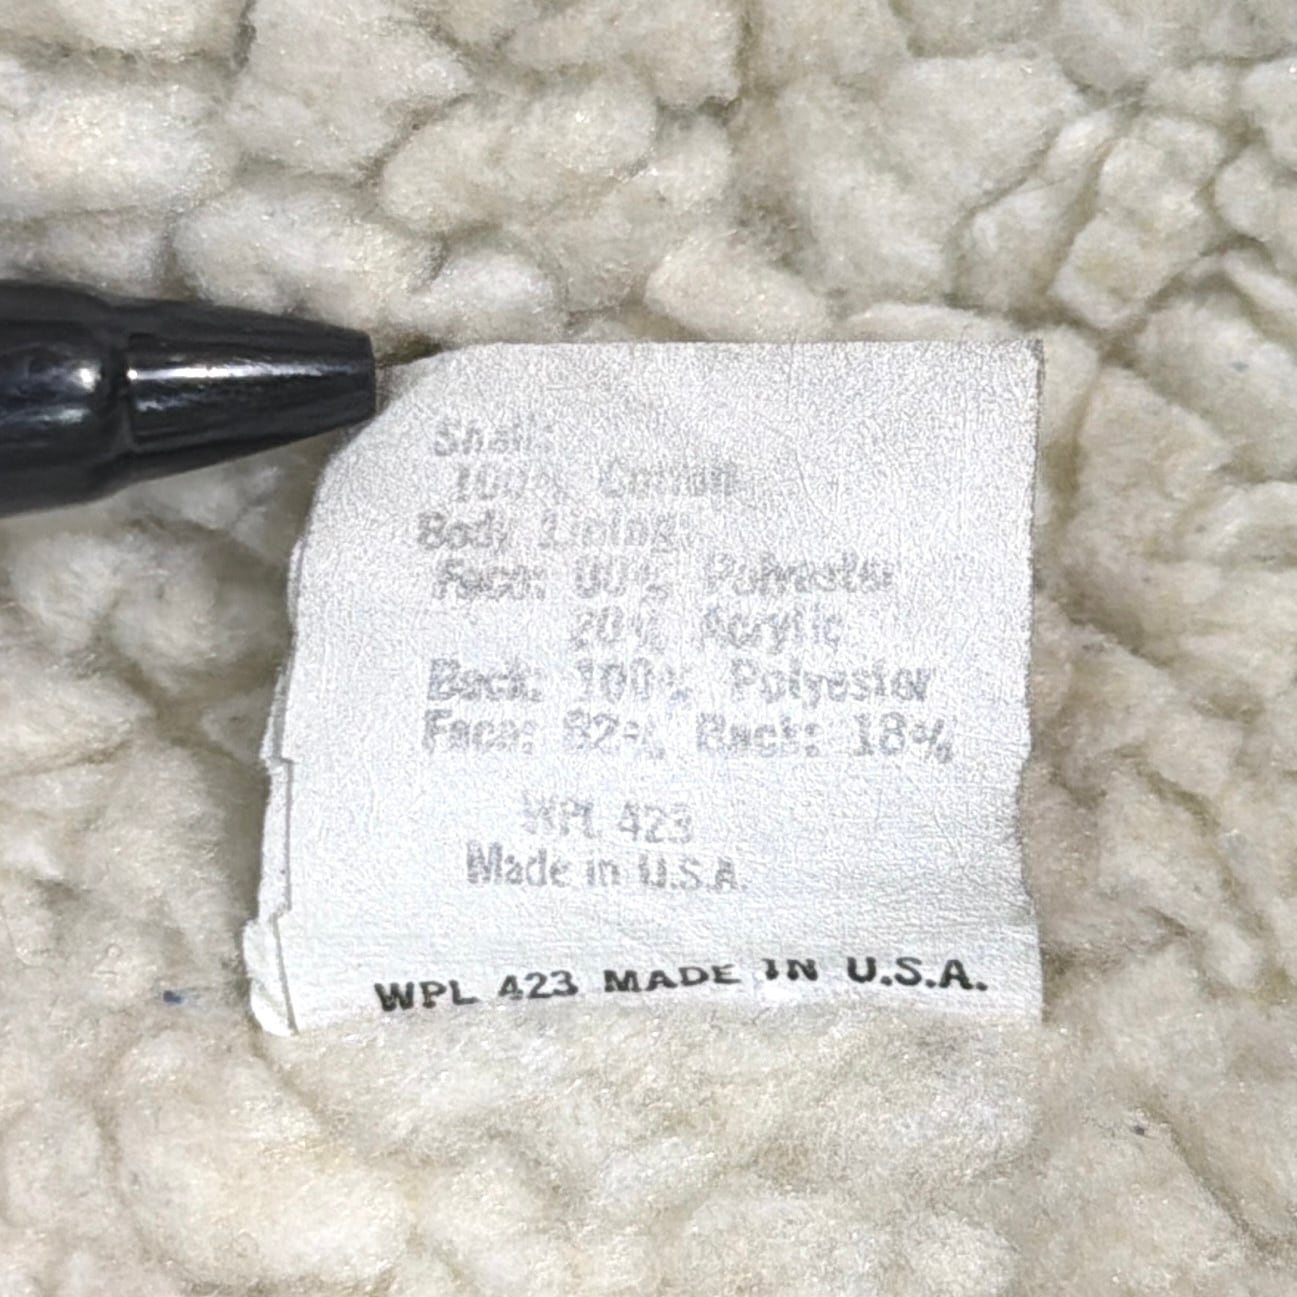 Shell:
100% Cotton
Body Lining:
Face: 80% Polyester
20% Acrylic
Back: 100% Polyester
Face: 82% Back: 18%
WPL 423
Made in U.S.A.
WPL 423 MADE IN U.S.A.